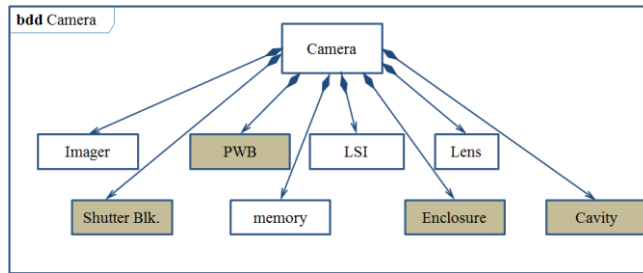 bdd Camera
Camera
Imager
PWB
LSI
Lens
Shutter Blk.
memory
Enclosure
Cavity